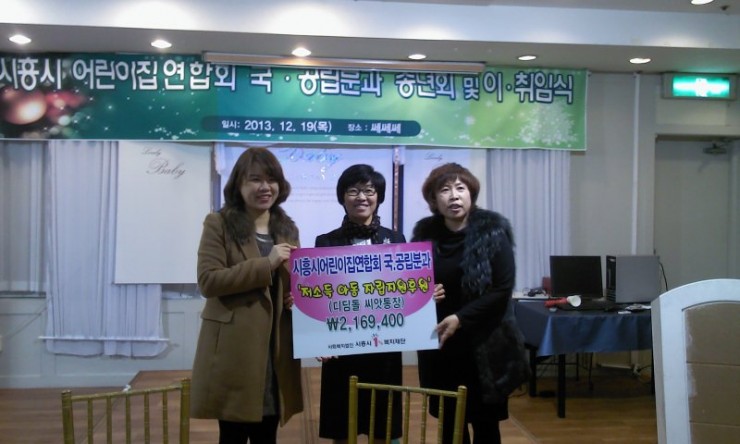 시흥시 어린이집연합회 국·공립분과 송년회 및 이·취임식
일시: 2013. 12. 19(목) 장소: 쎄쎄쎄
Lovely
Baby
Lovely
시흥시어린이집연합회 국.공립분과
'저소득 아동 자립지원후원'
(디딤돌 씨앗통장)
₩2,169,400
사회복지법인 시흥시 1% 복지재단